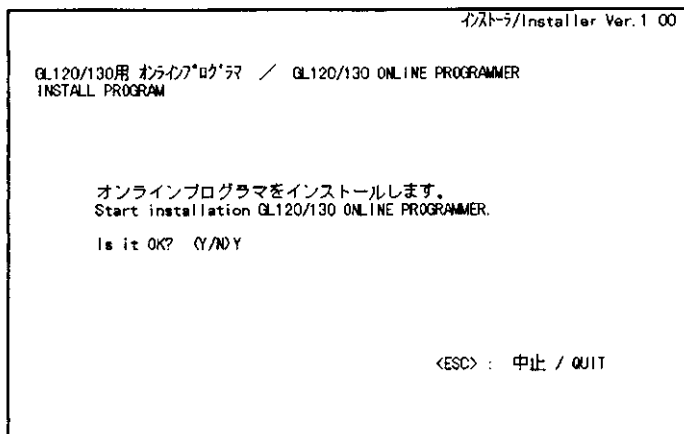 ｲﾝｽﾄｰﾗ/Installer Ver.1 00
GL120/130用 ｵﾝﾗｲﾝﾌﾟﾛｸﾞﾗﾏ ／ GL120/130 ONLINE PROGRAMMER
INSTALL PROGRAM
オンラインプログラマをインストールします。
Start installation GL120/130 ONLINE PROGRAMMER.
Is it OK? (Y/N)Y
<ESC> : 中止 / QUIT